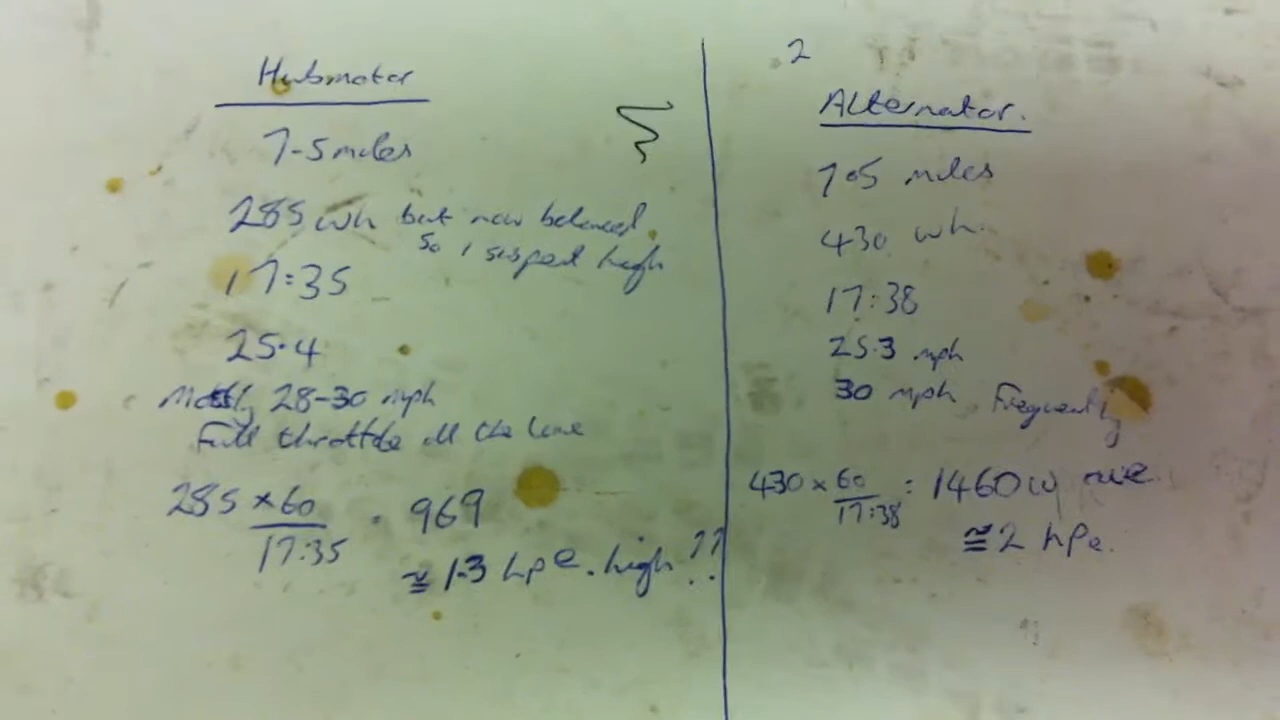 Hubmotor
7.5 miles
285 wh but now balanced
So I suspect high
17:35
25.4
Mostly 28-30 mph
Full throttle all the time
285 × 60
17:35
= 969
≅ 1.3 hpe. high??
2
Alternator.
7.5 miles
430 wh.
17:38
25.3 mph
30 mph Frequently
430 × 60 = 1460w ave
17:38
≅ 2 hpe.